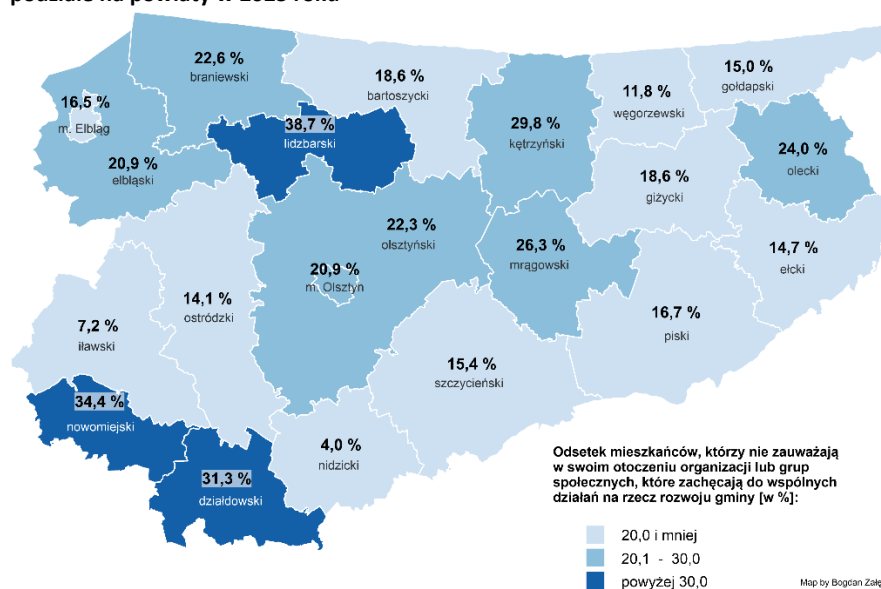 22,6 %
braniewski
18,6 %
bartoszycki
15,0 %
gołdapski
11,8 %
węgorzewski
16,5 %
m. Elbląg
38,7 %
lidzbarski
29,8 %
kętrzyński
24,0 %
olecki
20,9 %
elbląski
18,6 %
giżycki
22,3 %
olsztyński
26,3 %
mrągowski
14,7 %
ełcki
20,9 %
m. Olsztyn
14,1 %
ostródzki
16,7 %
piski
7,2 %
iławski
15,4 %
szczycieński
34,4 %
nowomiejski
4,0 %
nidzicki
31,3 %
działdowski
Odsetek mieszkańców, którzy nie zauważają
w swoim otoczeniu organizacji lub grup
społecznych, które zachęcają do wspólnych
działań na rzecz rozwoju gminy [w %]:
20,0 i mniej
20,1 - 30,0
powyżej 30,0
Map by Bogdan